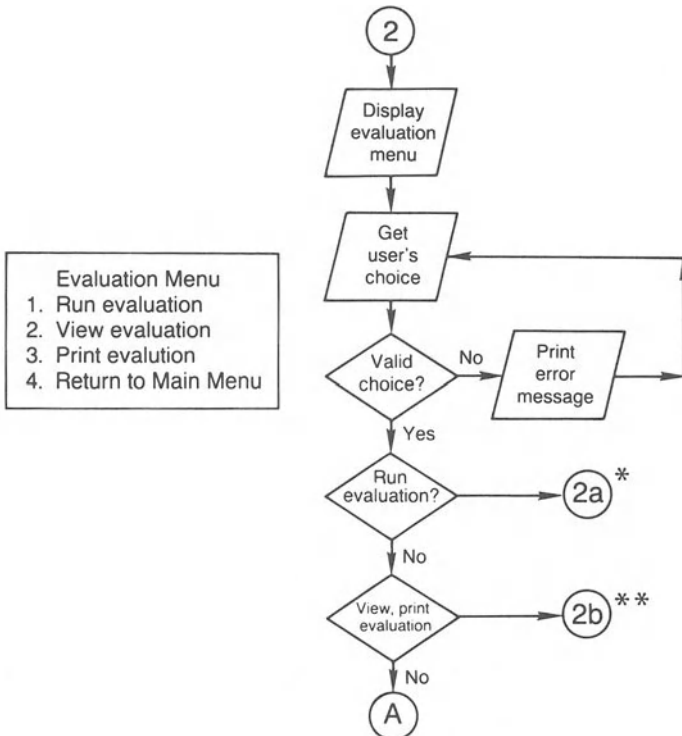 2
Display
evaluation
menu
Get
user's
choice
Evaluation Menu
1. Run evaluation
2. View evaluation
3. Print evalution
4. Return to Main Menu
Valid
choice?
No
Print
error
message
Yes
Run
evaluation?
2a*
No
View, print
evaluation
2b**
No
A